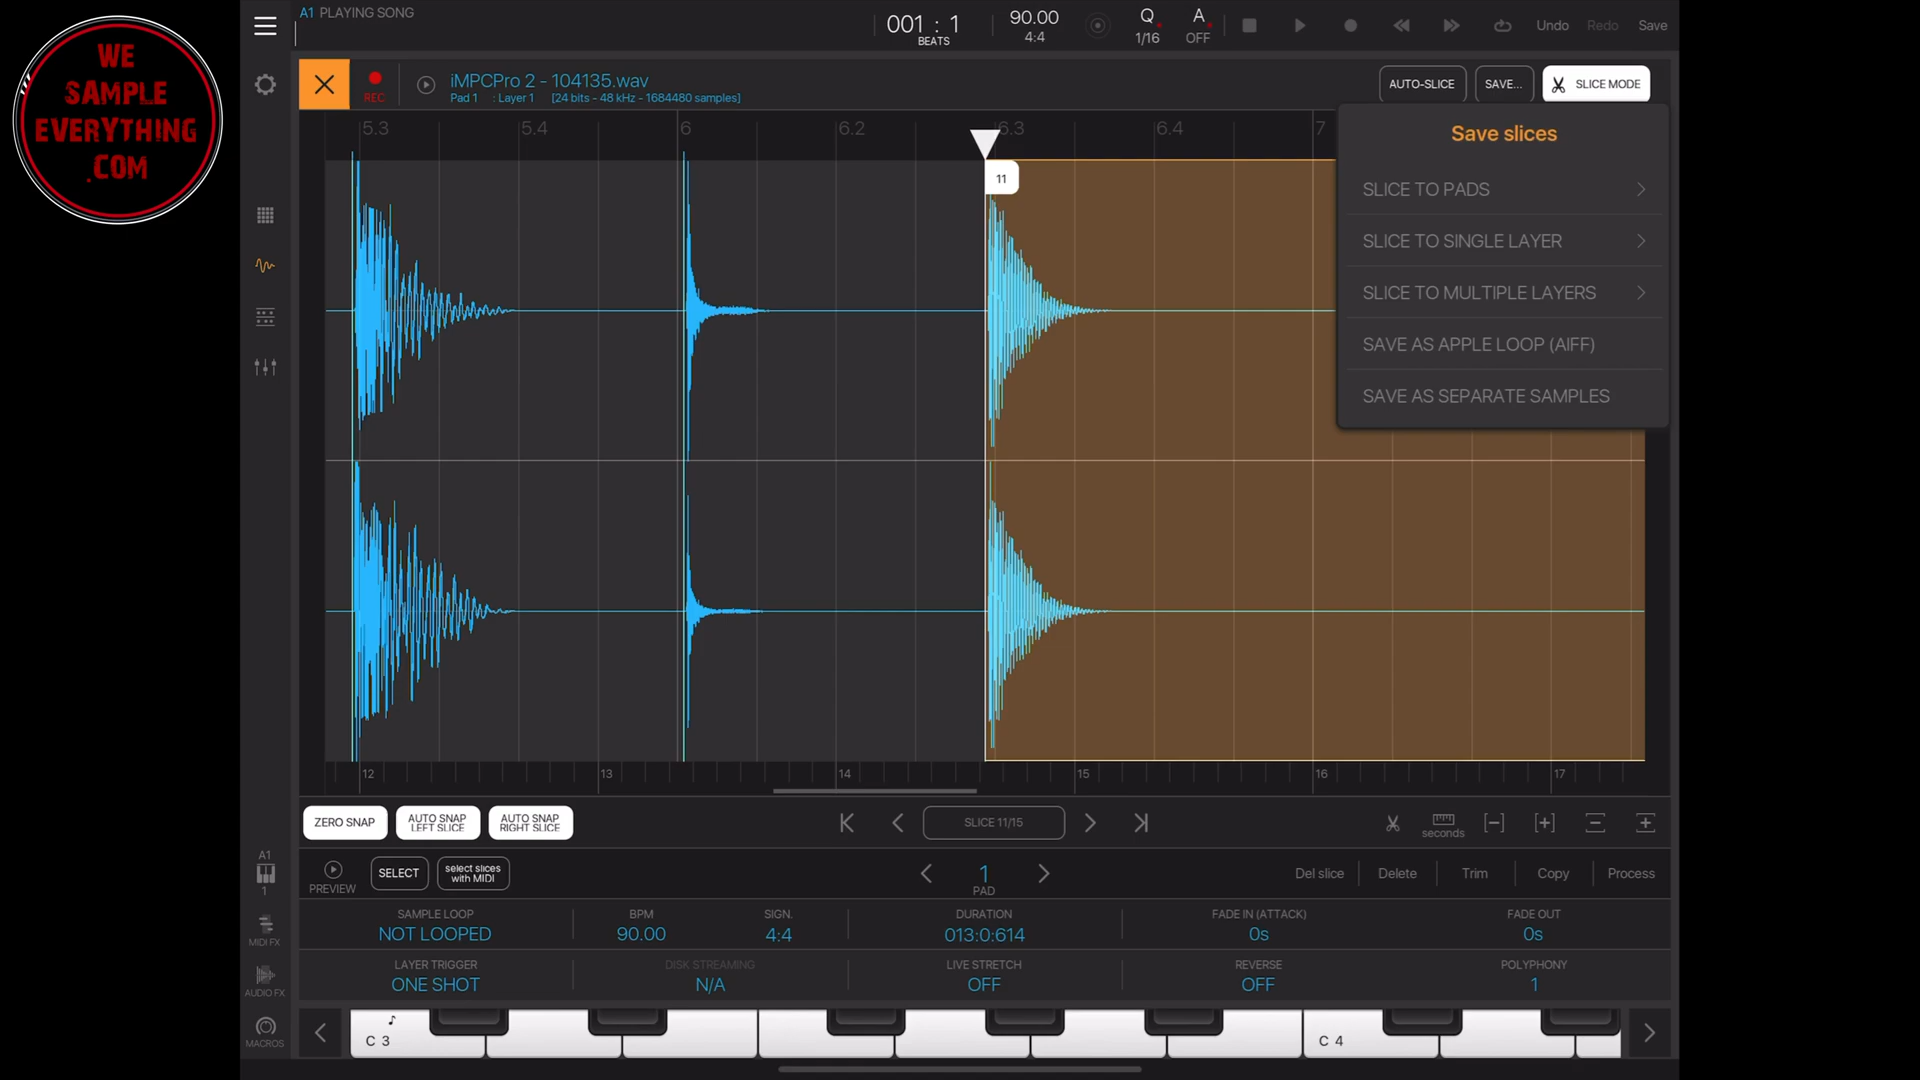 WE
SAMPLE
EVERYTHING
.COM
A1 PLAYING SONG
001 : 1
BEATS
90.00
4:4
Q
1/16
A
OFF
Undo
Redo
Save
REC
iMPCPro 2 - 104135.wav
Pad 1 : Layer 1 [24 bits - 48 kHz - 1684480 samples]
AUTO-SLICE
SAVE...
SLICE MODE
5.3
5.4
6
6.2
6.3
6.4
7
11
Save slices
SLICE TO PADS
SLICE TO SINGLE LAYER
SLICE TO MULTIPLE LAYERS
SAVE AS APPLE LOOP (AIFF)
SAVE AS SEPARATE SAMPLES
12
13
14
15
16
17
ZERO SNAP
AUTO SNAP
LEFT SLICE
AUTO SNAP
RIGHT SLICE
SLICE 11/15
seconds
A1
1
PREVIEW
SELECT
select slices
with MIDI
1
PAD
Del slice
Delete
Trim
Copy
Process
SAMPLE LOOP
NOT LOOPED
BPM
90.00
SIGN.
4:4
DURATION
013:0:614
FADE IN (ATTACK)
0s
FADE OUT
0s
MIDI FX
LAYER TRIGGER
ONE SHOT
DISK STREAMING
N/A
LIVE STRETCH
OFF
REVERSE
OFF
POLYPHONY
1
AUDIO FX
MACROS
C 3
C 4